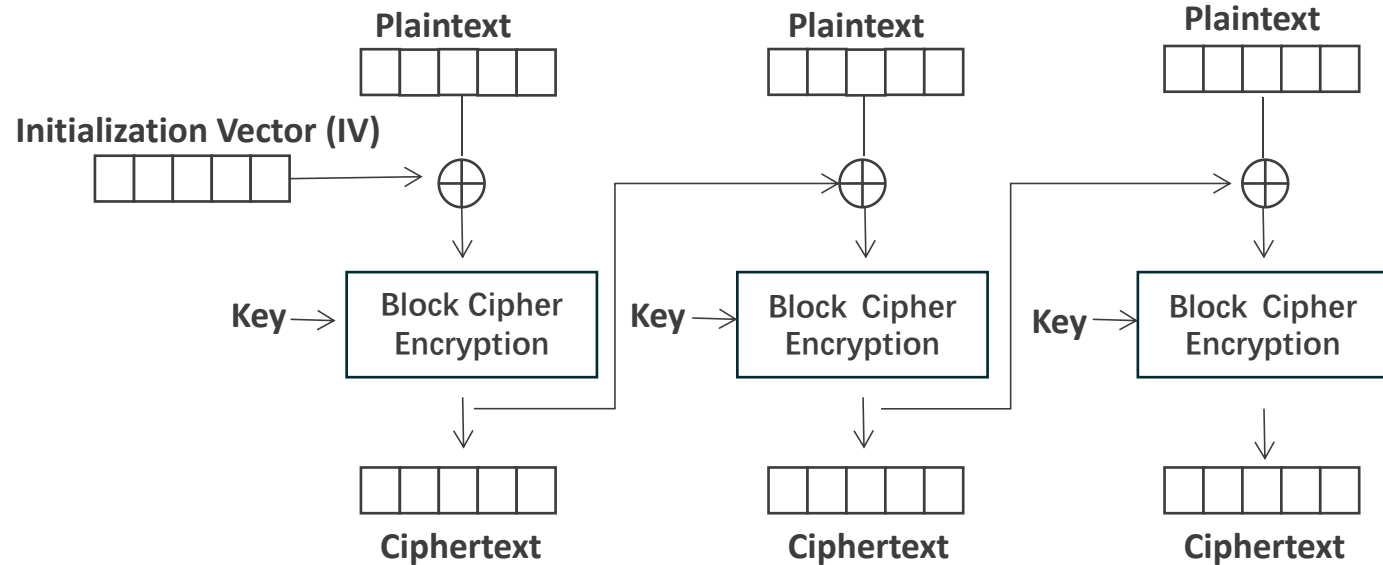 Plaintext
Plaintext
Plaintext
Initialization Vector (IV)
Key
Block Cipher
Encryption
Key
Block Cipher
Encryption
Key
Block Cipher
Encryption
Ciphertext
Ciphertext
Ciphertext